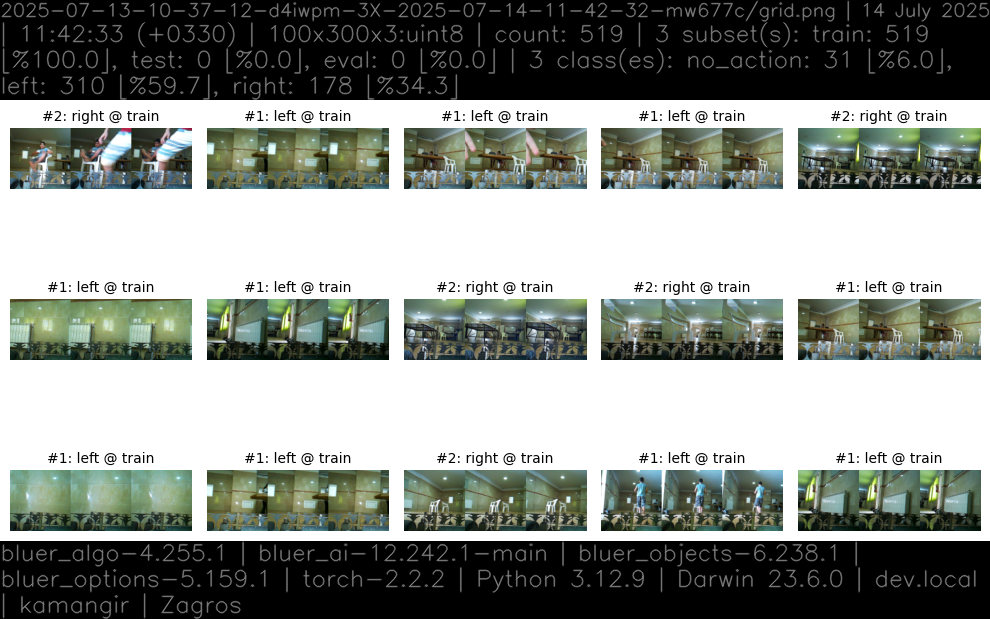 2025-07-13-10-37-12-d4iwpm-3X-2025-07-14-11-42-32-mw677c/grid.png | 14 July 2025
| 11:42:33 (+0330) | 100x300x3:uint8 | count: 519 | 3 subset(s): train: 519
[%100.0], test: 0 [%0.0], eval: 0 [%0.0] | 3 class(es): no_action: 31 [%6.0],
left: 310 [%59.7], right: 178 [%34.3]
#2: right @ train #1: left @ train #1: left @ train #1: left @ train #2: right @ train
#1: left @ train #1: left @ train #2: right @ train #2: right @ train #1: left @ train
#1: left @ train #1: left @ train #2: right @ train #1: left @ train #1: left @ train
bluer_algo-4.255.1 | bluer_ai-12.242.1-main | bluer_objects-6.238.1 |
bluer_options-5.159.1 | torch-2.2.2 | Python 3.12.9 | Darwin 23.6.0 | dev.local
| kamangir | Zagros